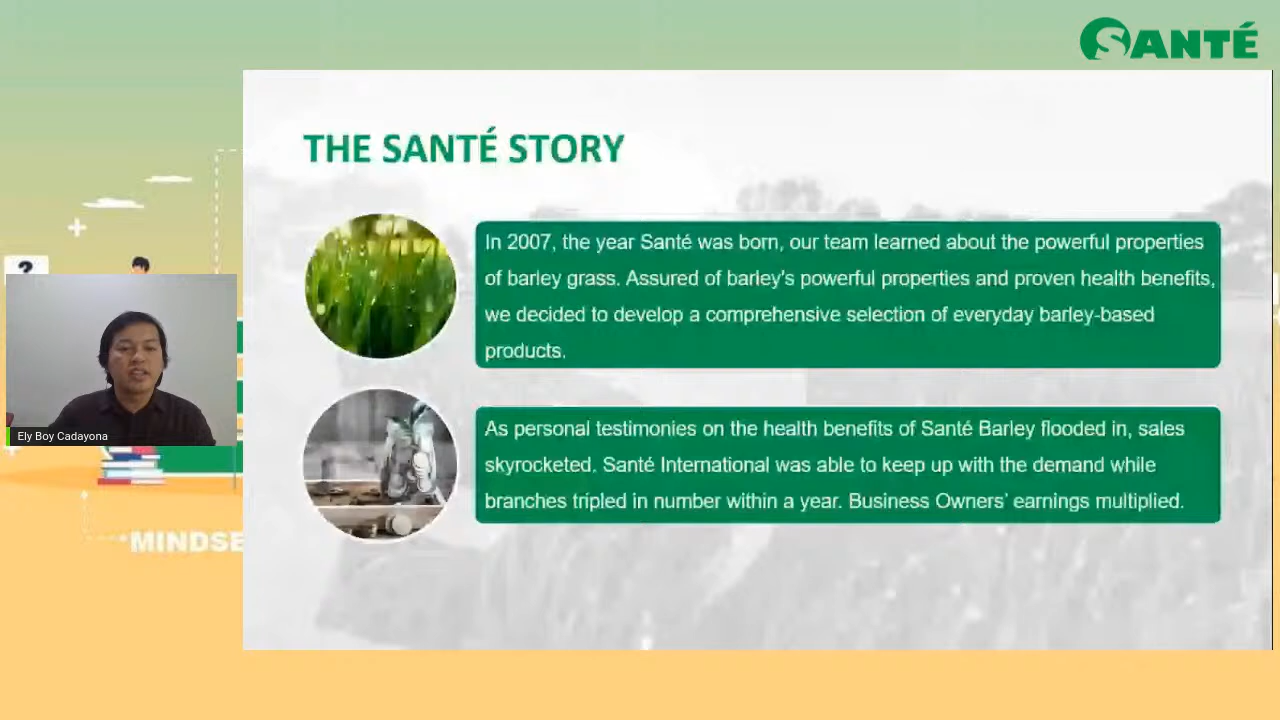 SANTÉ
THE SANTÉ STORY
In 2007, the year Santé was born, our team learned about the powerful properties
of barley grass. Assured of barley's powerful properties and proven health benefits,
we decided to develop a comprehensive selection of everyday barley-based
products.
?
As personal testimonies on the health benefits of Santé Barley flooded in, sales
skyrocketed. Santé International was able to keep up with the demand while
branches tripled in number within a year. Business Owners' earnings multiplied.
Ely Boy Cadayona
MINDSE